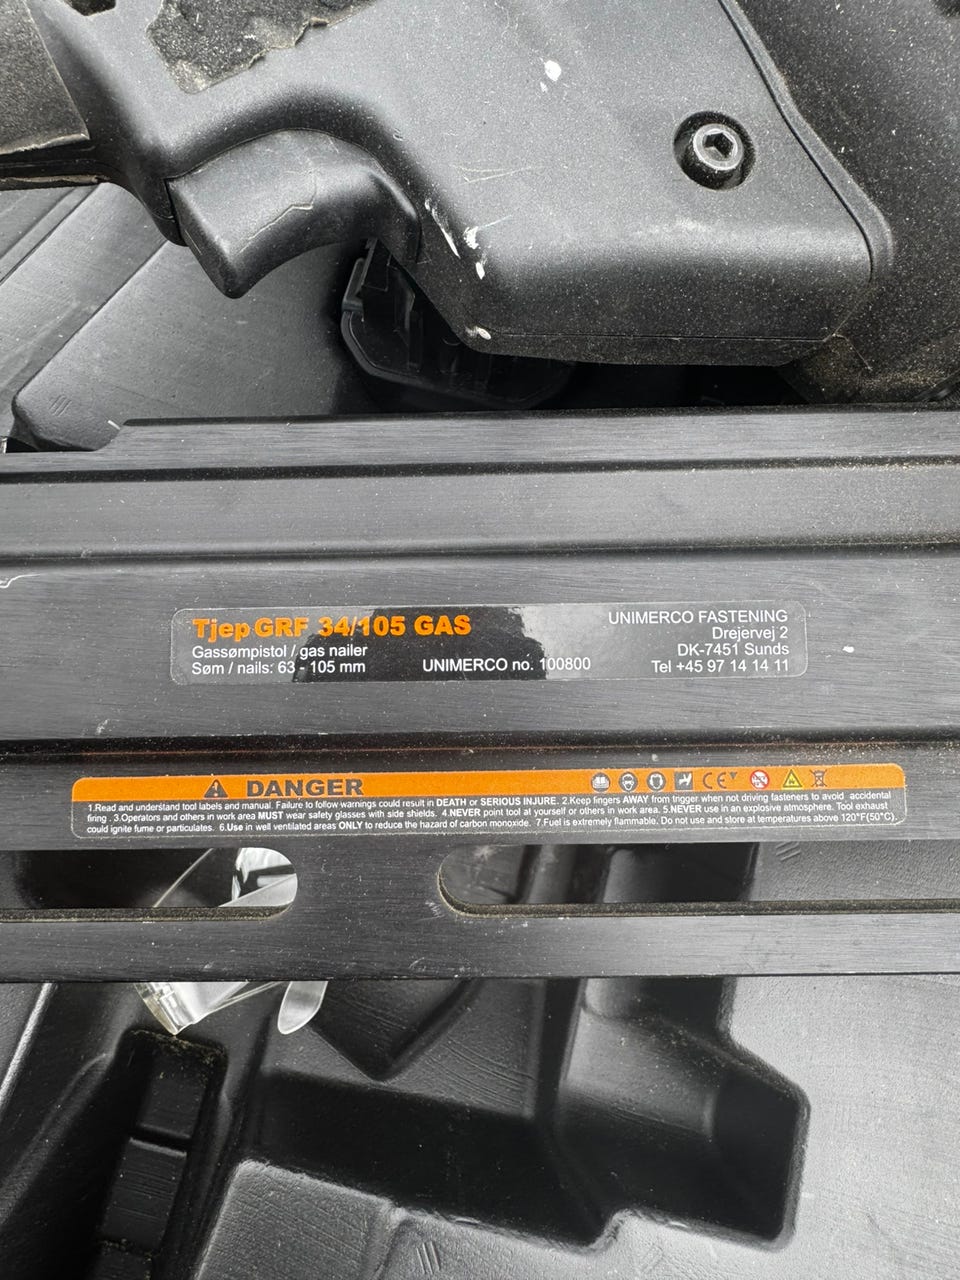 Tjep GRF 34/105 GAS
Gassømpistol / gas nailer
Søm / nails: 63 - 105 mm
UNIMERCO no. 100800
UNIMERCO FASTENING
Drejervej 2
DK-7451 Sunds
Tel +45 97 14 14 11
DANGER
CE
1.Read and understand tool labels and manual. Failure to follow warnings could result in DEATH or SERIOUS INJURE. 2.Keep fingers AWAY from trigger when not driving fasteners to avoid accidental
firing . 3.Operators and others in work area MUST wear safety glasses with side shields. 4.NEVER point tool at yourself or others in work area. 5.NEVER use in an explosive atmosphere. Tool exhaust
could ignite fume or particulates. 6.Use in well ventilated areas ONLY to reduce the hazard of carbon monoxide. 7.Fuel is extremely flammable. Do not use and store at temperatures above 120°F(50°C).